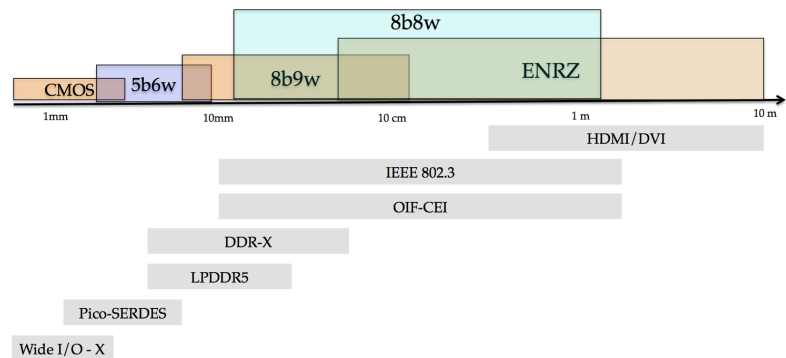 8b8w
CMOS
5b6w
8b9w
ENRZ
1mm
10mm
10 cm
1 m
10 m
HDMI/DVI
IEEE 802.3
OIF-CEI
DDR-X
LPDDR5
Pico-SERDES
Wide I/O - X